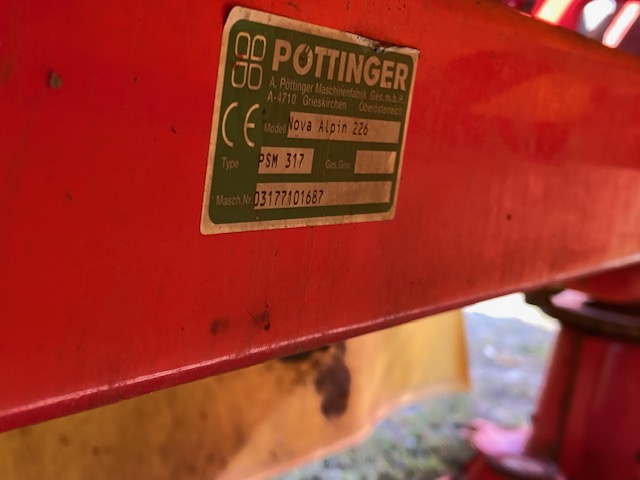 PÖTTINGER
A. Pöttinger Maschinenfabrik Ges.m.b.H.
A-4710 Grieskirchen Oberösterreich
CE Modell Nova Alpin 226
Type PSM 317 Ges.Gew.
Masch.Nr. 03177101687